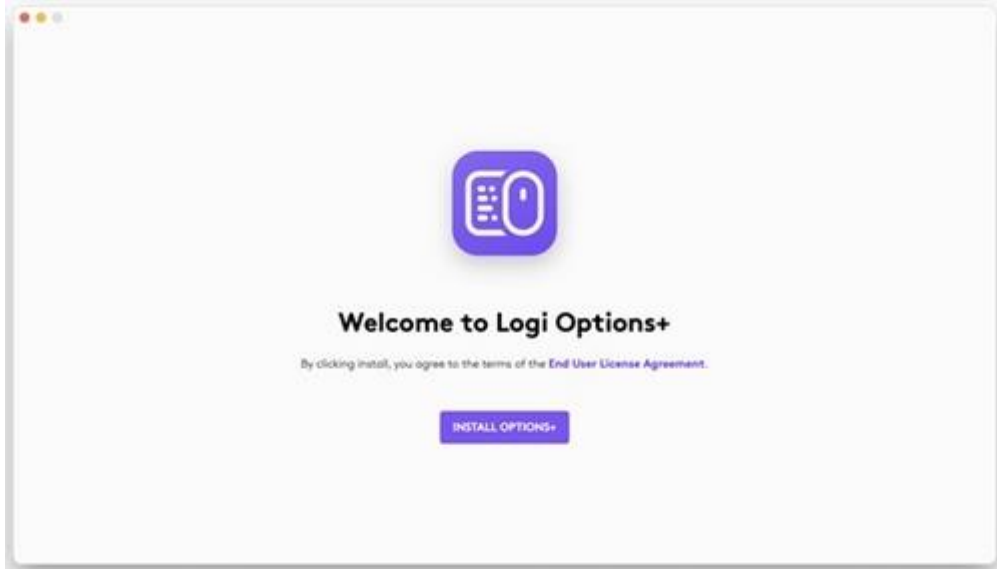 Welcome to Logi Options+
By clicking install, you agree to the terms of the End User License Agreement.
INSTALL OPTIONS+